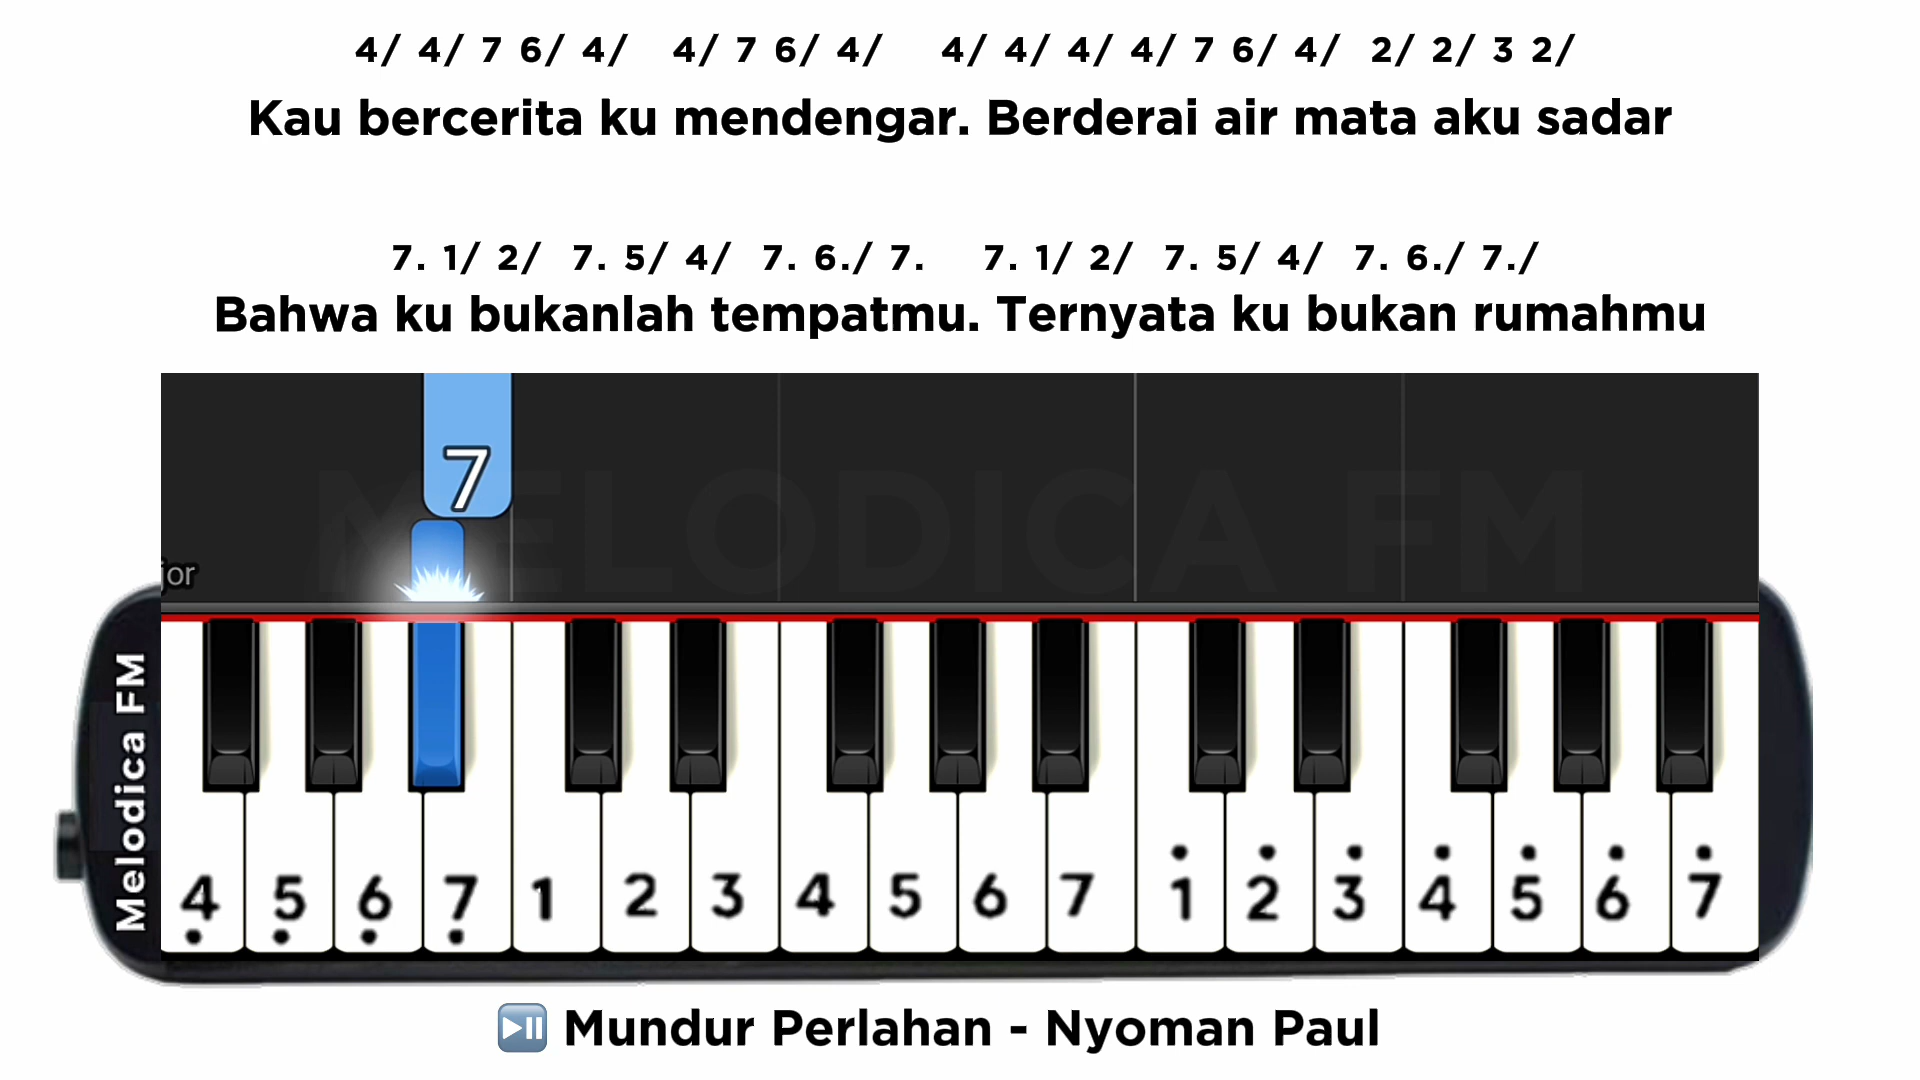 4/ 4/ 7 6/ 4/ 4/ 7 6/ 4/ 4/ 4/ 4/ 4/ 7 6/ 4/ 2/ 2/ 3 2/
Kau bercerita ku mendengar. Berderai air mata aku sadar
7. 1/ 2/ 7. 5/ 4/ 7. 6./ 7. 7. 1/ 2/ 7. 5/ 4/ 7. 6./ 7./
Bahwa ku bukanlah tempatmu. Ternyata ku bukan rumahmu
7
MELODICA FM
jor
Melodica FM
4 5 6 7 1 2 3 4 5 6 7 1 2 3 4 5 6 7
Mundur Perlahan - Nyoman Paul